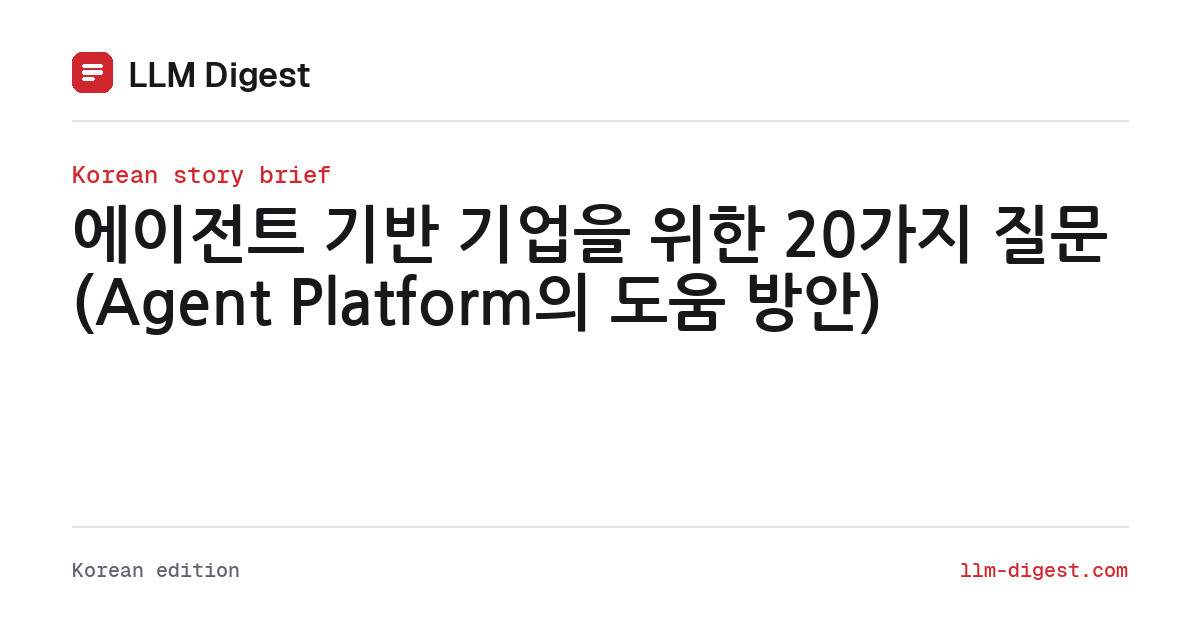 LLM Digest
Korean story brief
에이전트 기반 기업을 위한 20가지 질문
(Agent Platform의 도움 방안)
Korean edition
llm-digest.com